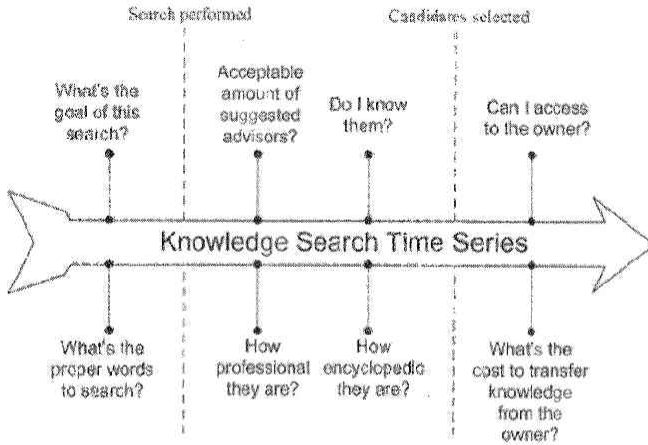 Search performed
Candidates selected
What's the
goal of this
search?
Acceptable
amount of
suggested
advisors?
Do I know
them?
Can I access
to the owner?
Knowledge Search Time Series
What's the
proper words
to search?
How
professional
they are?
How
encyclopedic
they are?
What's the
cost to transfer
knowledge
from the
owner?